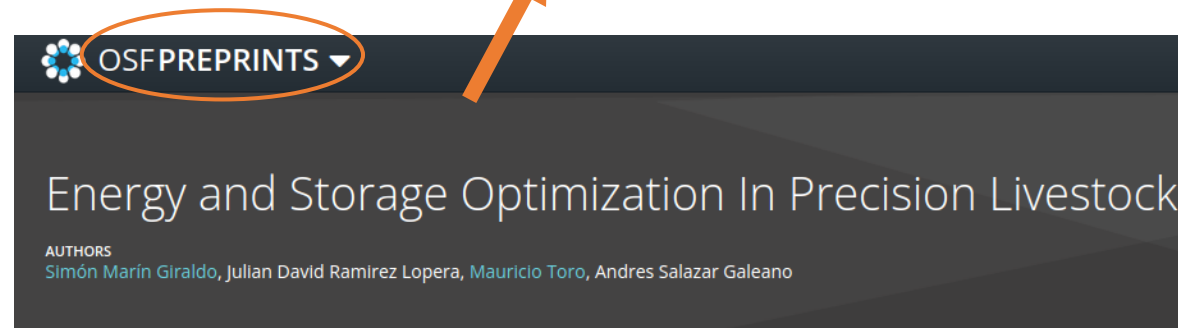 OSFPREPRINTS
Energy and Storage Optimization In Precision Livestock
AUTHORS
Simón Marín Giraldo, Julian David Ramirez Lopera, Mauricio Toro, Andres Salazar Galeano